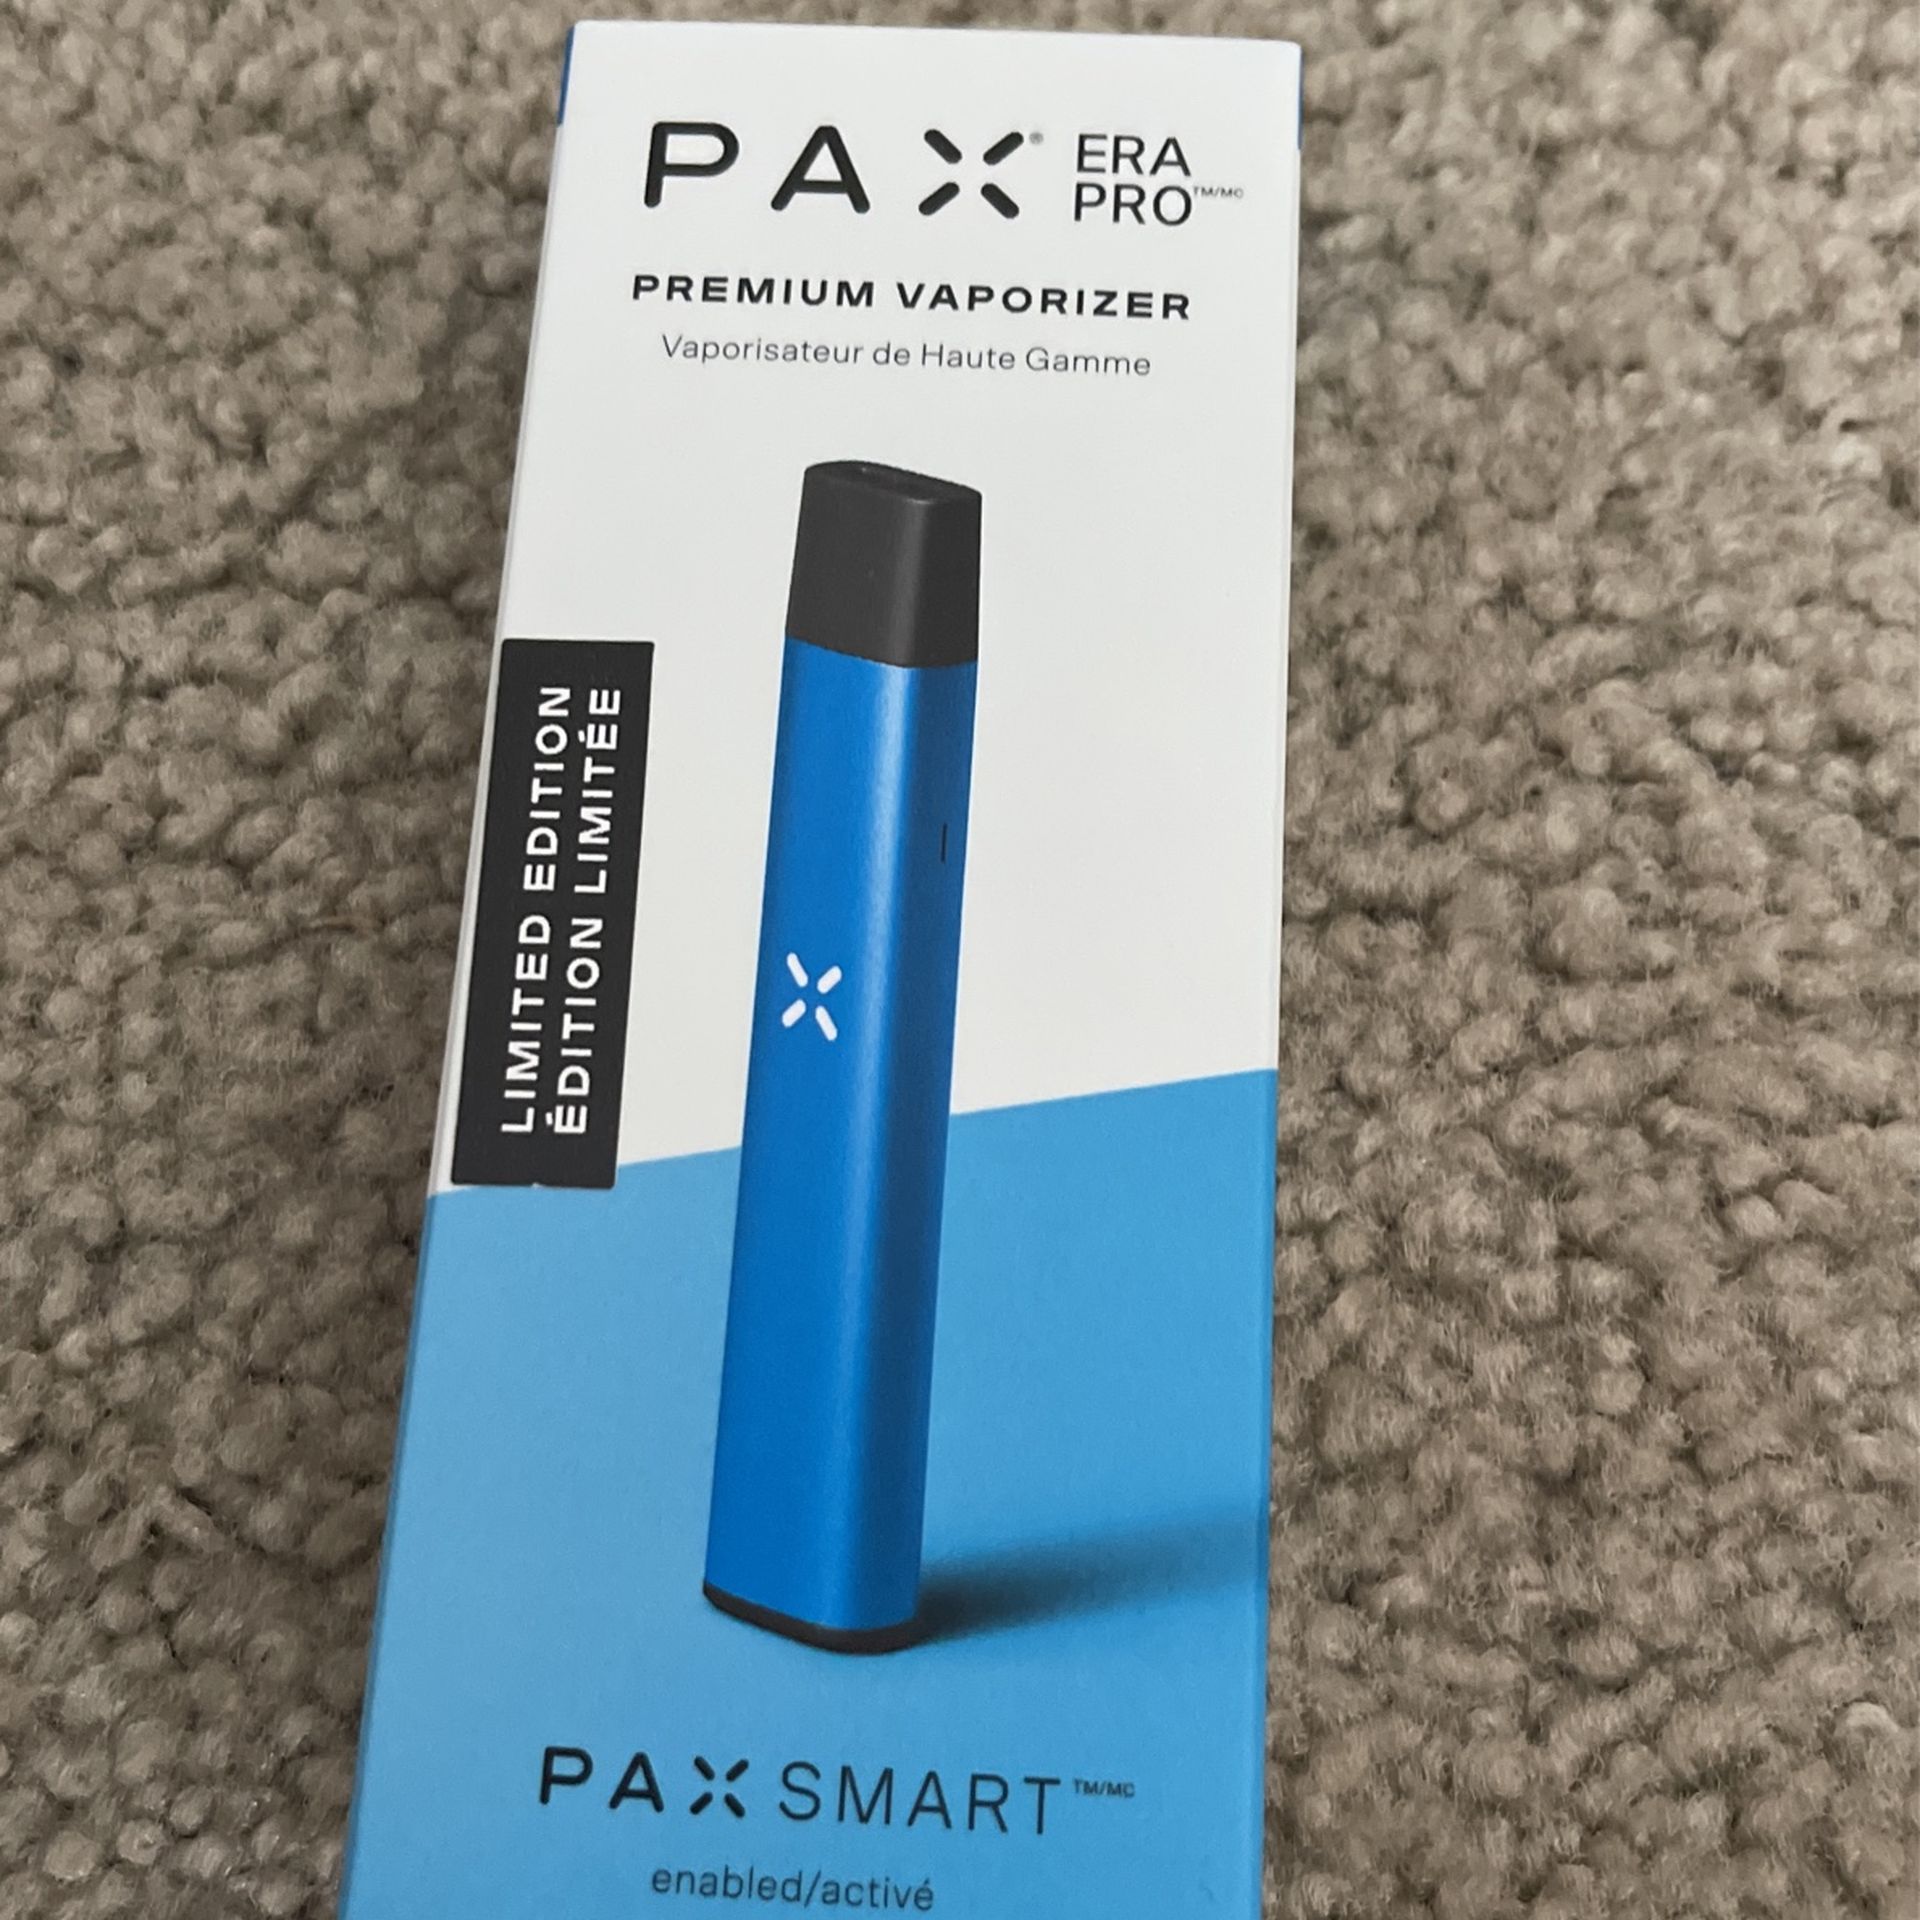 PAX® ERA PRO™/MC
PREMIUM VAPORIZER
Vaporisateur de Haute Gamme
LIMITED EDITION
ÉDITION LIMITÉE
PAX SMART™/MC
enabled/activé